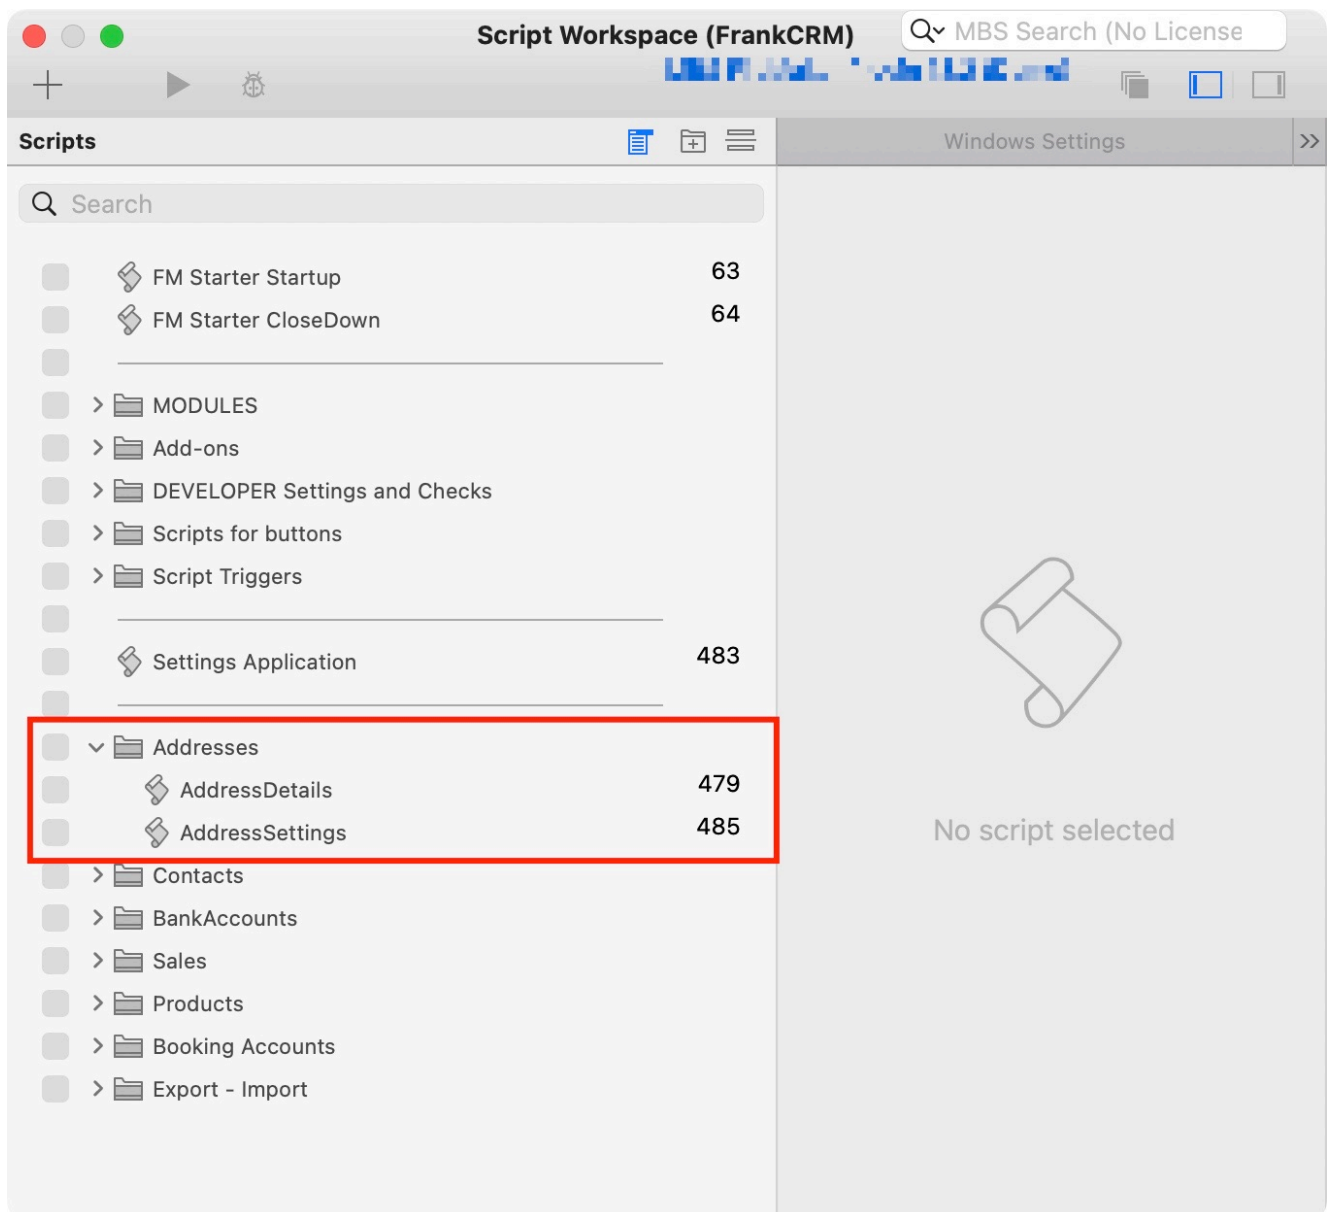 Script Workspace (FrankCRM)
MBS Search (No License
Scripts
Windows Settings
Search
FM Starter Startup 63
FM Starter CloseDown 64
MODULES
Add-ons
DEVELOPER Settings and Checks
Scripts for buttons
Script Triggers
Settings Application 483
Addresses
AddressDetails 479
AddressSettings 485
No script selected
Contacts
BankAccounts
Sales
Products
Booking Accounts
Export - Import